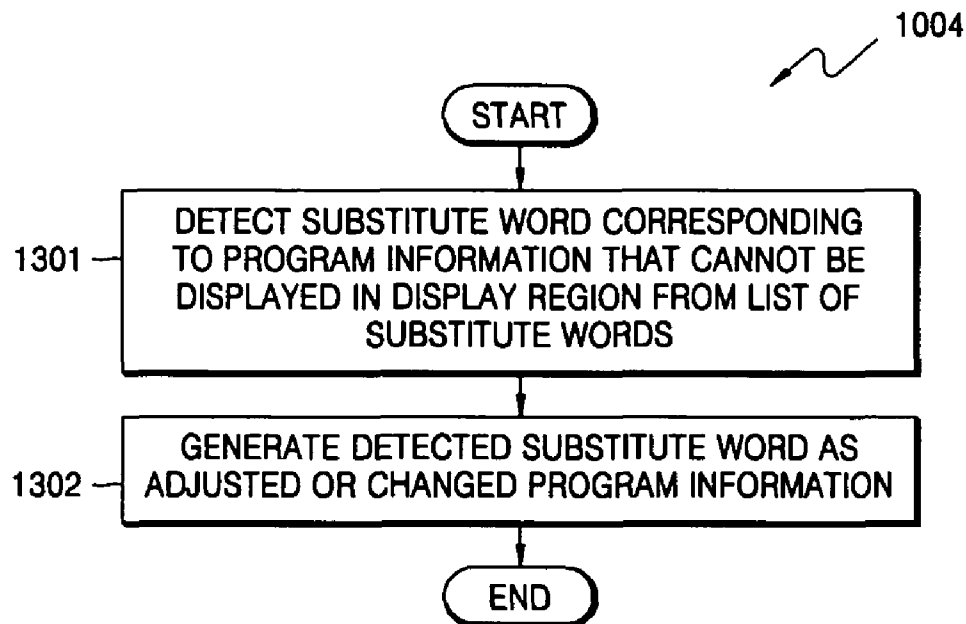 1004
START
1301
DETECT SUBSTITUTE WORD CORRESPONDING
TO PROGRAM INFORMATION THAT CANNOT BE
DISPLAYED IN DISPLAY REGION FROM LIST OF
SUBSTITUTE WORDS
1302
GENERATE DETECTED SUBSTITUTE WORD AS
ADJUSTED OR CHANGED PROGRAM INFORMATION
END